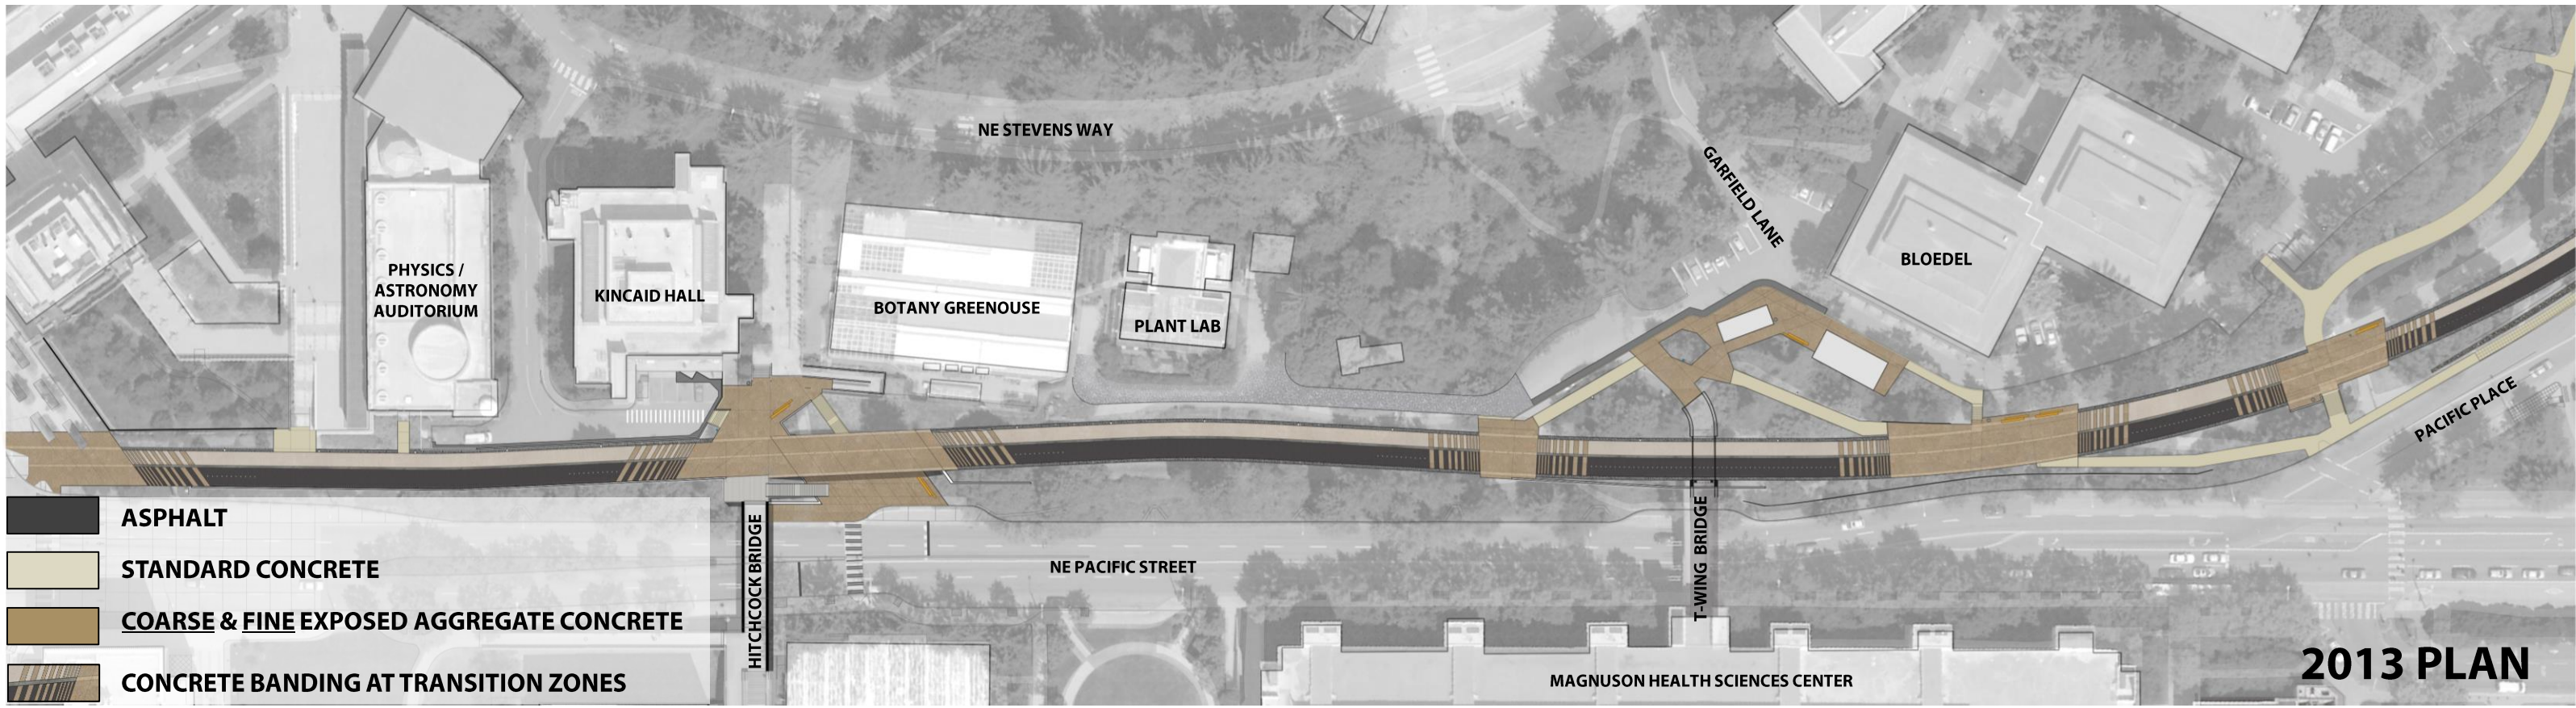 NE STEVENS WAY
GARFIELD LANE
PHYSICS /
ASTRONOMY
AUDITORIUM
KINCAID HALL
BOTANY GREENOUSE
PLANT LAB
BLOEDEL
PACIFIC PLACE
ASPHALT
STANDARD CONCRETE
COARSE & FINE EXPOSED AGGREGATE CONCRETE
CONCRETE BANDING AT TRANSITION ZONES
HITCHCOCK BRIDGE
NE PACIFIC STREET
T-WING BRIDGE
MAGNUSON HEALTH SCIENCES CENTER
2013 PLAN